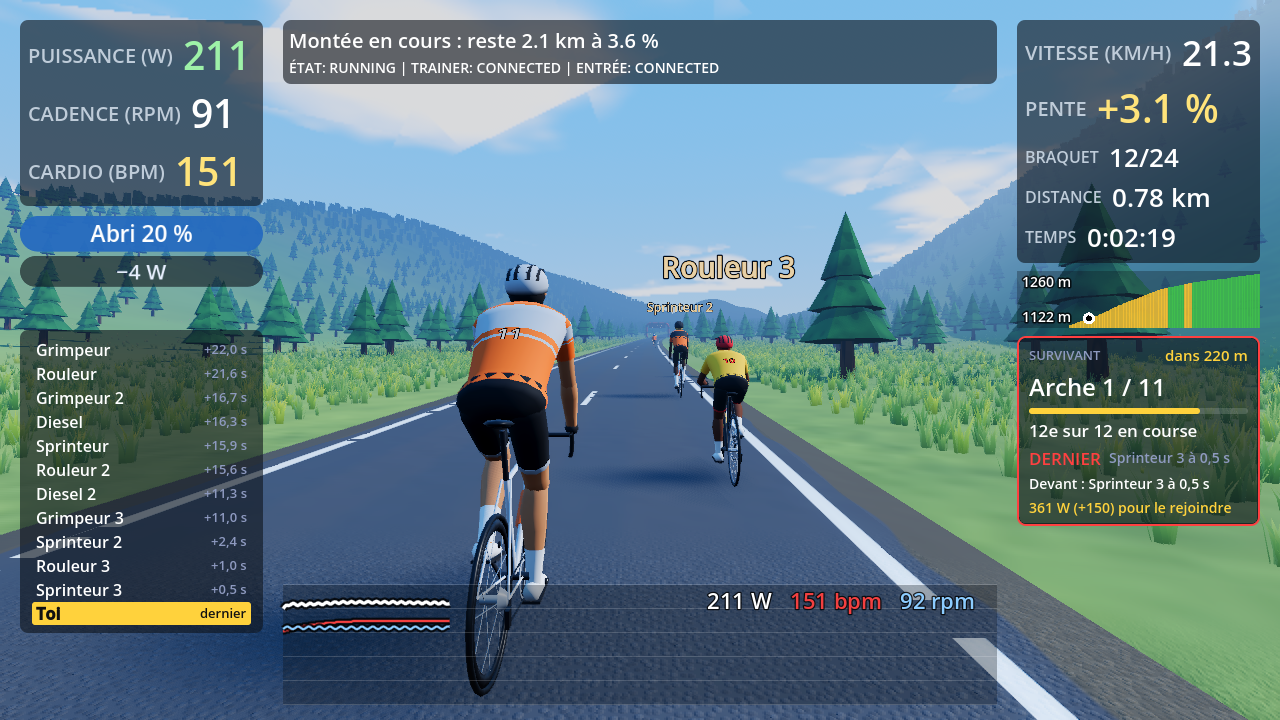 PUISSANCE (W) 211
CADENCE (RPM) 91
CARDIO (BPM) 151
Abri 20 %
−4 W
Grimpeur +22,0 s
Rouleur +21,6 s
Grimpeur 2 +16,7 s
Diesel +16,3 s
Sprinteur +15,9 s
Rouleur 2 +15,6 s
Diesel 2 +11,3 s
Grimpeur 3 +11,0 s
Sprinteur 2 +2,4 s
Rouleur 3 +1,0 s
Sprinteur 3 +0,5 s
Toi dernier
Montée en cours : reste 2.1 km à 3.6 %
ÉTAT: RUNNING | TRAINER: CONNECTED | ENTRÉE: CONNECTED
Rouleur 3
Sprinteur 2
11
211 W 151 bpm 92 rpm
VITESSE (KM/H) 21.3
PENTE +3.1 %
BRAQUET 12/24
DISTANCE 0.78 km
TEMPS 0:02:19
1260 m
1122 m
SURVIVANT dans 220 m
Arche 1 / 11
12e sur 12 en course
DERNIER Sprinteur 3 à 0,5 s
Devant : Sprinteur 3 à 0,5 s
361 W (+150) pour le rejoindre